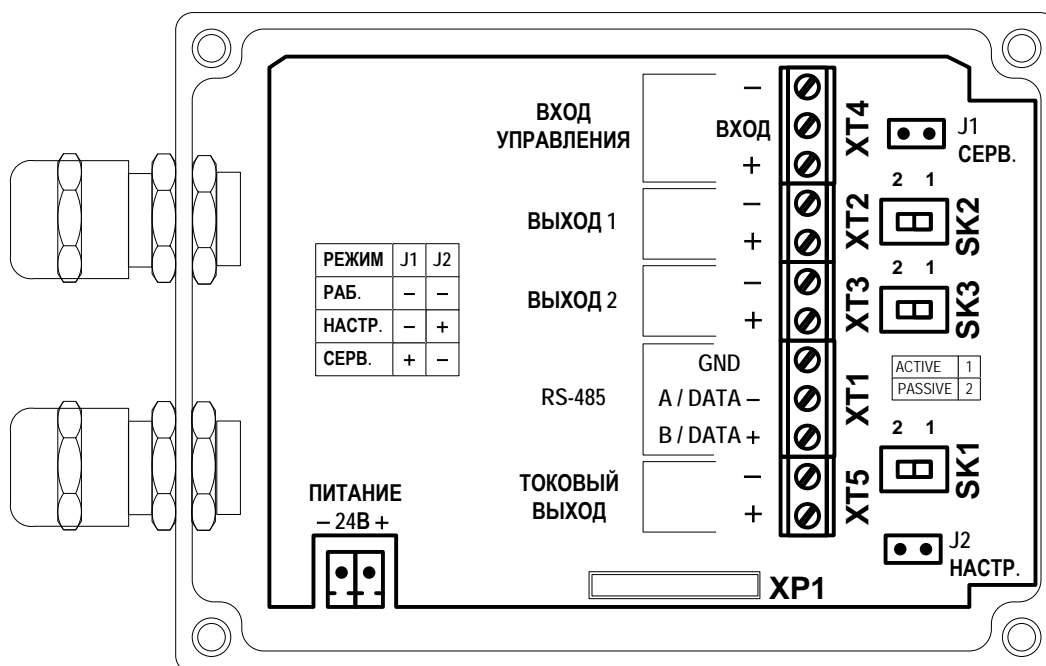 ВХОД
УПРАВЛЕНИЯ
−
ВХОД
+
XT4
J1
СЕРВ.
ВЫХОД 1
−
+
XT2
2 1
SK2
ВЫХОД 2
−
+
XT3
2 1
SK3
РЕЖИМ J1 J2
РАБ. − −
НАСТР. − +
СЕРВ. + −
RS-485
GND
A / DATA −
B / DATA +
XT1
ACTIVE 1
PASSIVE 2
2 1
SK1
ТОКОВЫЙ
ВЫХОД
−
+
XT5
J2
НАСТР.
ПИТАНИЕ
− 24В +
XP1